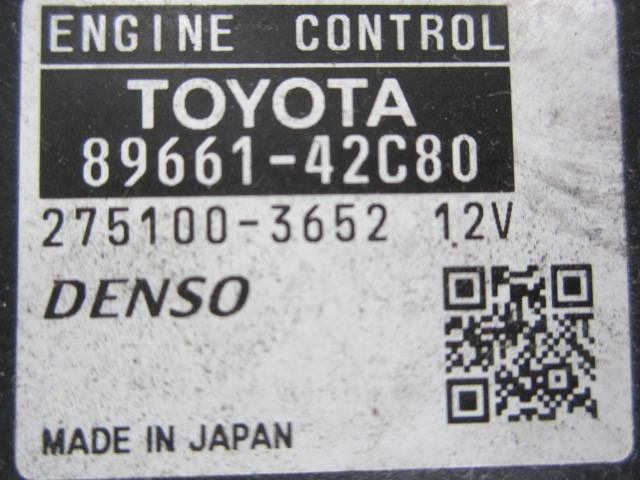 ENGINE CONTROL
TOYOTA
89661-42C80
275100-3652 12V
DENSO
MADE IN JAPAN